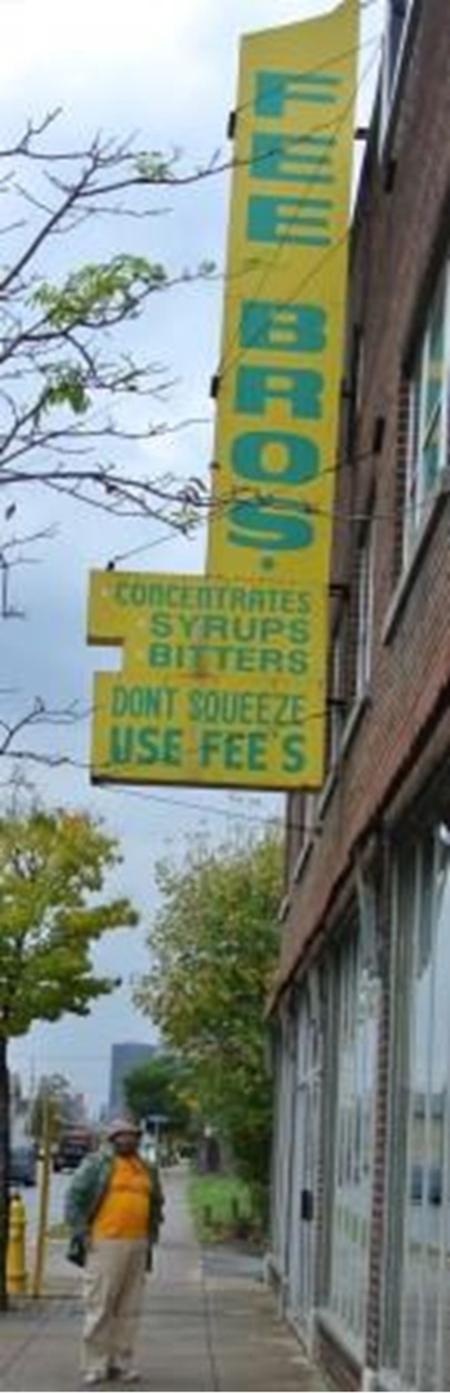 FEE BROS.
CONCENTRATES
SYRUPS
BITTERS
DONT SQUEEZE
USE FEE'S